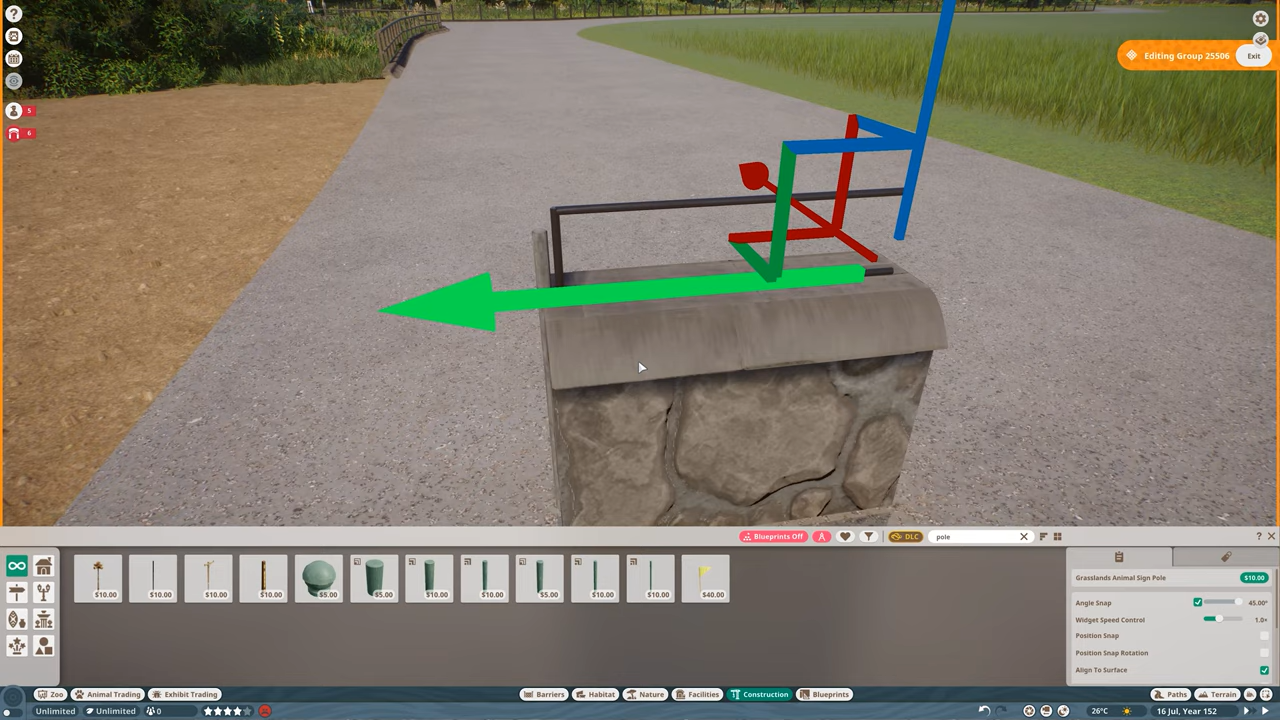 ?
Editing Group 25506
Exit
5
6
Blueprints Off
DLC
pole
?
$10.00
$10.00
$10.00
$10.00
$5.00
$5.00
$10.00
$10.00
$5.00
$10.00
$10.00
$40.00
Grasslands Animal Sign Pole
$10.00
Angle Snap
45.00°
Widget Speed Control
1.0×
Position Snap
Position Snap Rotation
Align To Surface
Zoo
Animal Trading
Exhibit Trading
Barriers
Habitat
Nature
Facilities
Construction
Blueprints
Paths
Terrain
Unlimited
Unlimited
0
26°C
16 Jul, Year 152